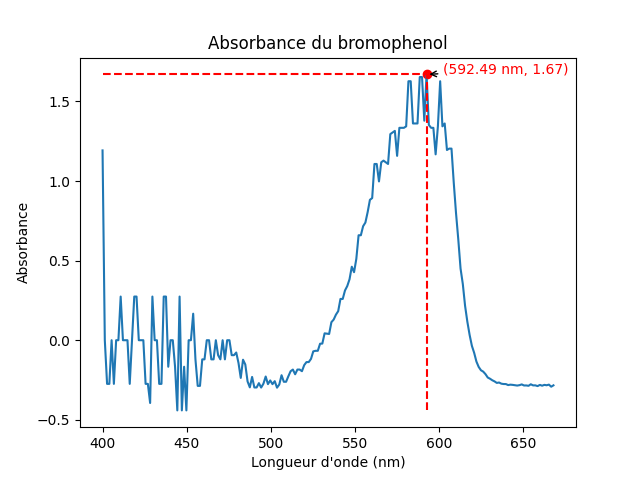 Absorbance du bromophenol
(592.49 nm, 1.67)
1.5
1.0
0.5
0.0
−0.5
Absorbance
400 450 500 550 600 650
Longueur d'onde (nm)